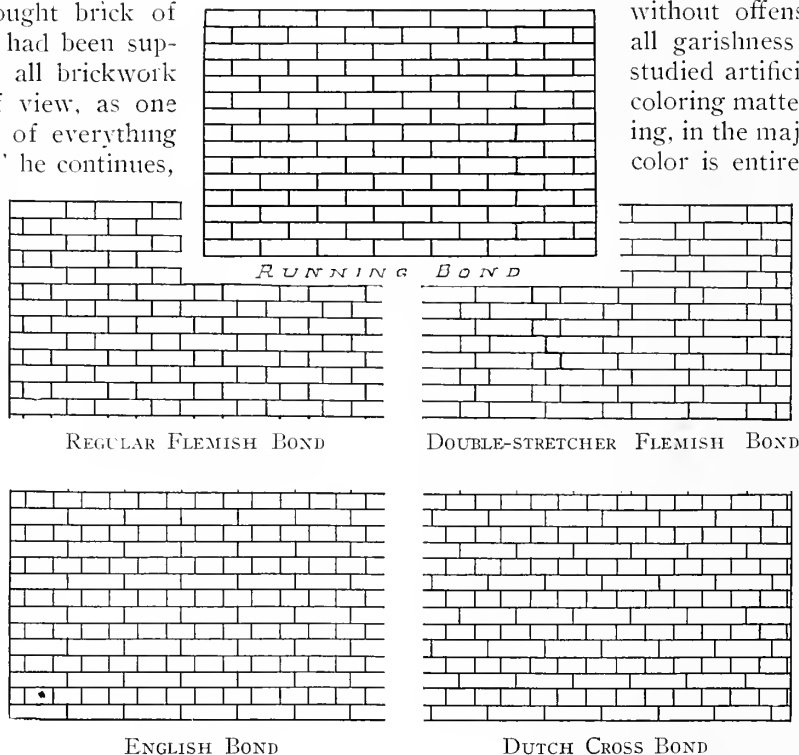 ought brick of
had been sup-
all brickwork
view, as one
of everything
' he continues,
without offens
all garishness
studied artifici
coloring matte
ing, in the maj
color is entire
RUNNING BOND
REGULAR FLEMISH BOND
DOUBLE-STRETCHER FLEMISH BOND
ENGLISH BOND
DUTCH CROSS BOND